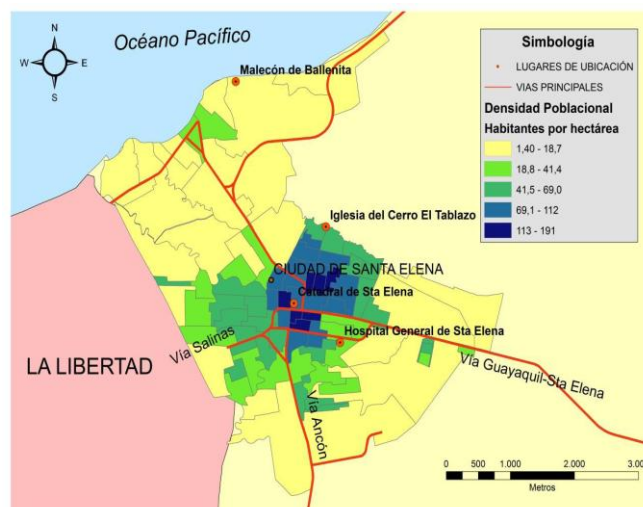 Océano Pacífico
N
W E
S
Malecón de Ballenita
Iglesia del Cerro El Tablazo
CIUDAD DE SANTA ELENA
Catedral de Sta Elena
Hospital General de Sta Elena
Vía Salinas
LA LIBERTAD
Vía Guayaquil-Sta Elena
Vía Ancón
Simbología
LUGARES DE UBICACIÓN
VIAS PRINCIPALES
Densidad Poblacional
Habitantes por hectárea
1,40 - 18,7
18,8 - 41,4
41,5 - 69,0
69,1 - 112
113 - 191
0 500 1.000 2.000 3.00
Metros